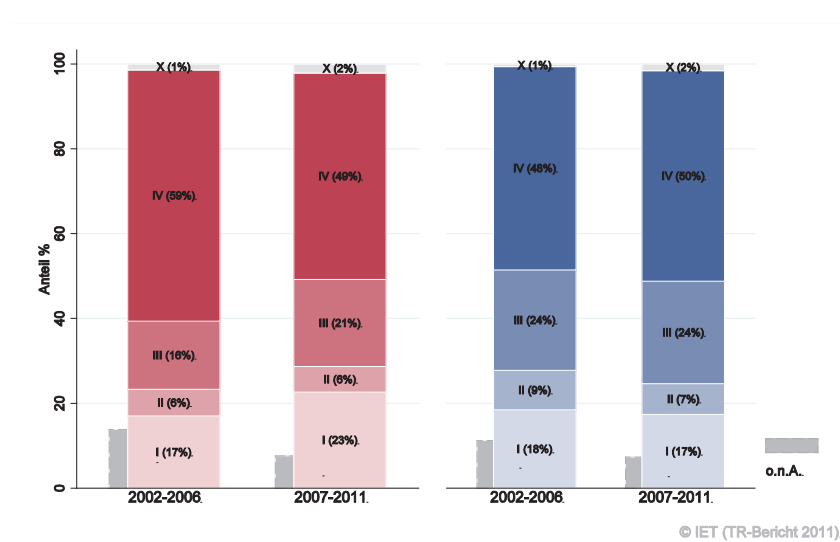 100
80
60
40
20
0
Anteil %
X (1%).
IV (59%).
III (16%).
II (6%).
I (17%).
2002-2006.
X (2%).
IV (49%).
III (21%).
II (6%).
I (23%).
2007-2011.
X (1%).
IV (48%).
III (24%).
II (9%).
I (18%).
2002-2006.
X (2%).
IV (50%).
III (24%).
II (7%).
I (17%).
2007-2011.
o.n.A..
© IET (TR-Bericht 2011)